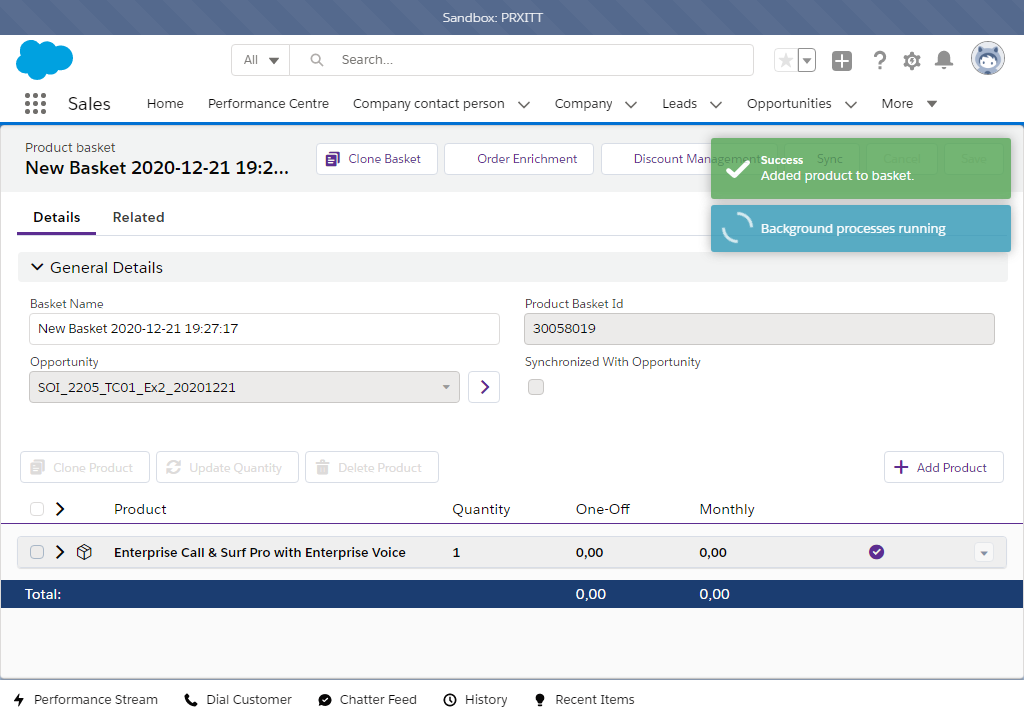 Sandbox: PRXITT
All
Search...
Sales
Home
Performance Centre
Company contact person
Company
Leads
Opportunities
More
Product basket
New Basket 2020-12-21 19:2...
Clone Basket
Order Enrichment
Discount Management
Sync
Cancel
Save
Success
Added product to basket.
Background processes running
Details
Related
General Details
Basket Name
Product Basket Id
New Basket 2020-12-21 19:27:17
30058019
Opportunity
Synchronized With Opportunity
SOI_2205_TC01_Ex2_20201221
Clone Product
Update Quantity
Delete Product
Add Product
Product
Quantity
One-Off
Monthly
Enterprise Call & Surf Pro with Enterprise Voice
1
0,00
0,00
Total:
0,00
0,00
Performance Stream
Dial Customer
Chatter Feed
History
Recent Items